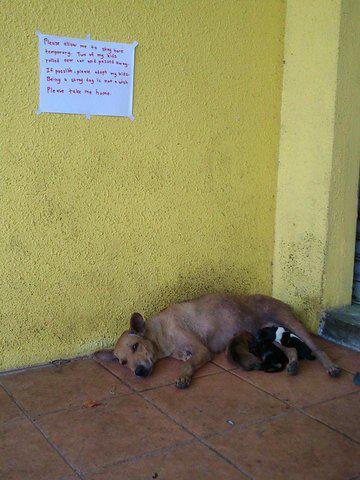 Please allow me to stay here
temporary. Two of my kids
rolled over car and passed away.
If possible, please adopt my kids.
Being a stray dog is not a wish
Please take me home.